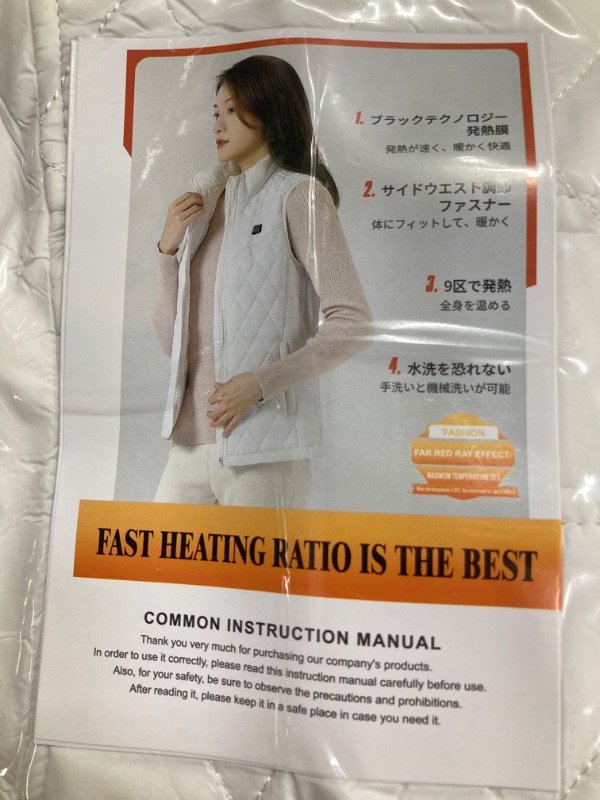 1. ブラックテクノロジー
発熱膜
発熱が速く、暖かく快適
2. サイドウエスト調節
ファスナー
体にフィットして、暖かく
3. 9区で発熱
全身を温める
4. 水洗を恐れない
手洗いと機械洗いが可能
FASHION
FAR RED RAY EFFECT
MAXIMUM TEMPERATURE
FAST HEATING RATIO IS THE BEST
COMMON INSTRUCTION MANUAL
Thank you very much for purchasing our company's products.
In order to use it correctly, please read this instruction manual carefully before use.
Also, for your safety, be sure to observe the precautions and prohibitions.
After reading it, please keep it in a safe place in case you need it.